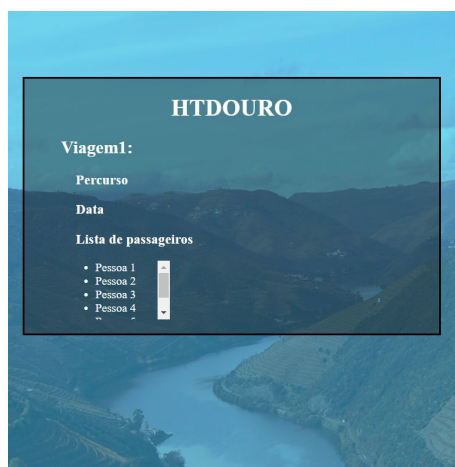 HTDOURO
Viagem1:
Percurso
Data
Lista de passageiros
Pessoa 1
Pessoa 2
Pessoa 3
Pessoa 4